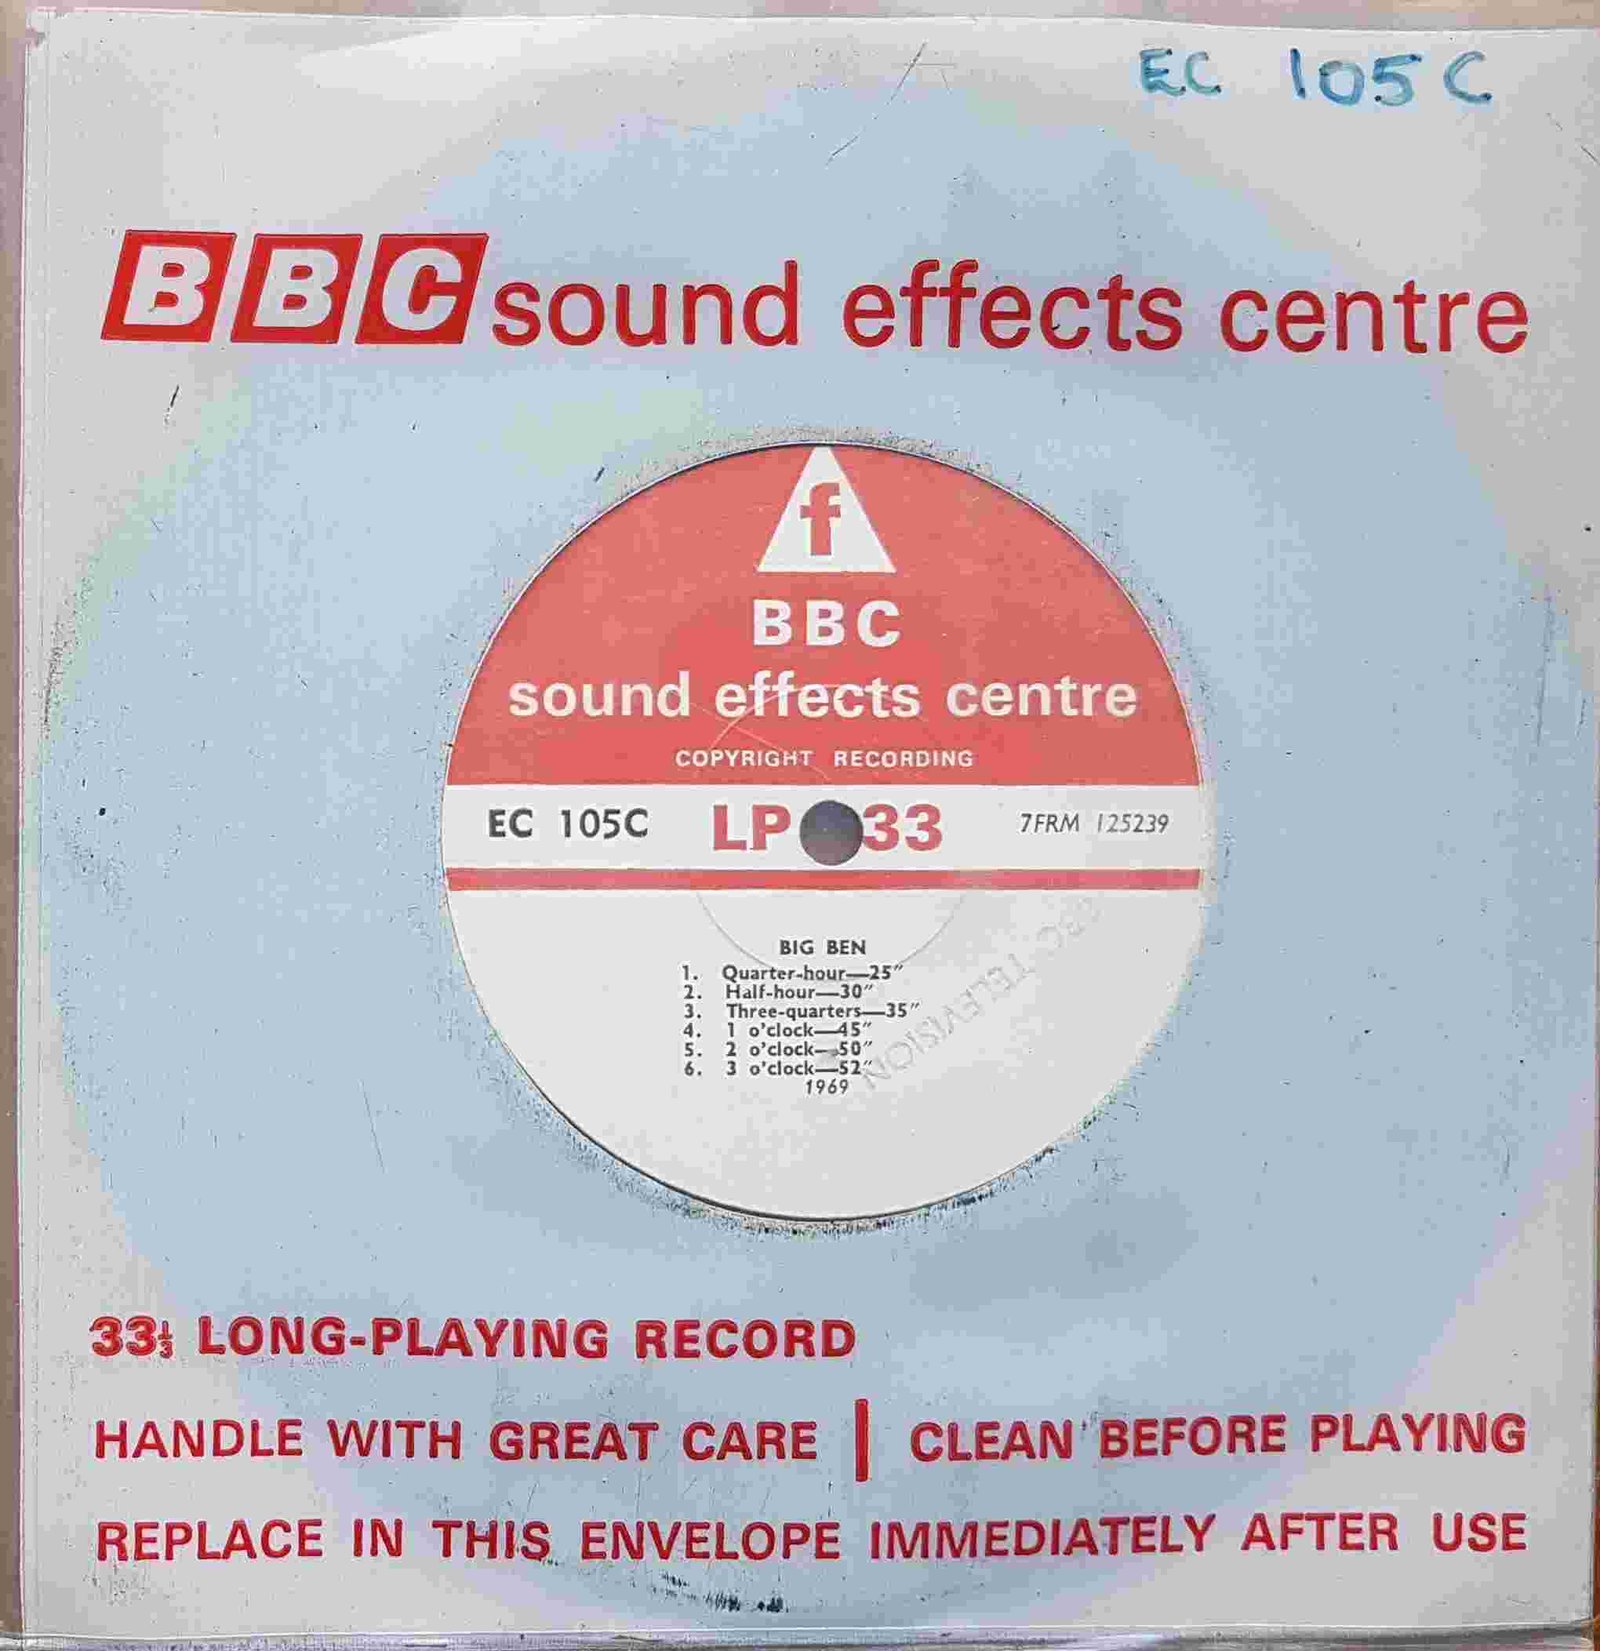 EC 105C
BBC sound effects centre
f
BBC
sound effects centre
COPYRIGHT RECORDING
EC 105C LP 33 7FRM 125239
BIG BEN
1. Quarter-hour—25″
2. Half-hour—30″
3. Three-quarters—35″
4. 1 o'clock—45″
5. 2 o'clock—50″
6. 3 o'clock—52″
1969
BBC TELEVISION
33⅓ LONG-PLAYING RECORD
HANDLE WITH GREAT CARE | CLEAN BEFORE PLAYING
REPLACE IN THIS ENVELOPE IMMEDIATELY AFTER USE